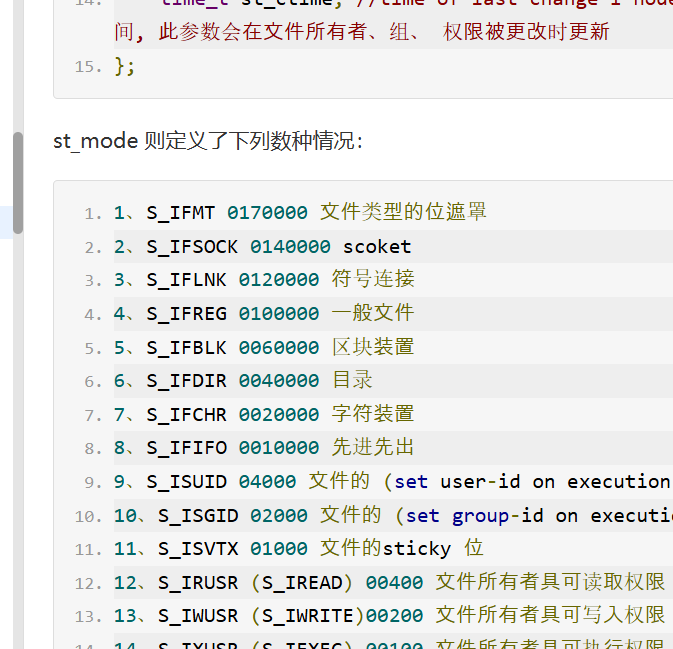 14. time_t st_ctime; //time of last change i-node
间, 此参数会在文件所有者、组、 权限被更改时更新
15. };
st_mode 则定义了下列数种情况:
1. 1、S_IFMT 0170000 文件类型的位遮罩
2. 2、S_IFSOCK 0140000 scoket
3. 3、S_IFLNK 0120000 符号连接
4. 4、S_IFREG 0100000 一般文件
5. 5、S_IFBLK 0060000 区块装置
6. 6、S_IFDIR 0040000 目录
7. 7、S_IFCHR 0020000 字符装置
8. 8、S_IFIFO 0010000 先进先出
9. 9、S_ISUID 04000 文件的 (set user-id on execution
10. 10、S_ISGID 02000 文件的 (set group-id on executi
11. 11、S_ISVTX 01000 文件的sticky 位
12. 12、S_IRUSR (S_IREAD) 00400 文件所有者具可读取权限
13. 13、S_IWUSR (S_IWRITE)00200 文件所有者具可写入权限
14. 14、S_IXUSR (S_IEXEC) 00100 文件所有者具可执行权限